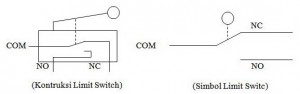 COM
NO
NC
(Kontruksi Limit Switch)
COM
NC
NO
(Simbol Limit Switc)